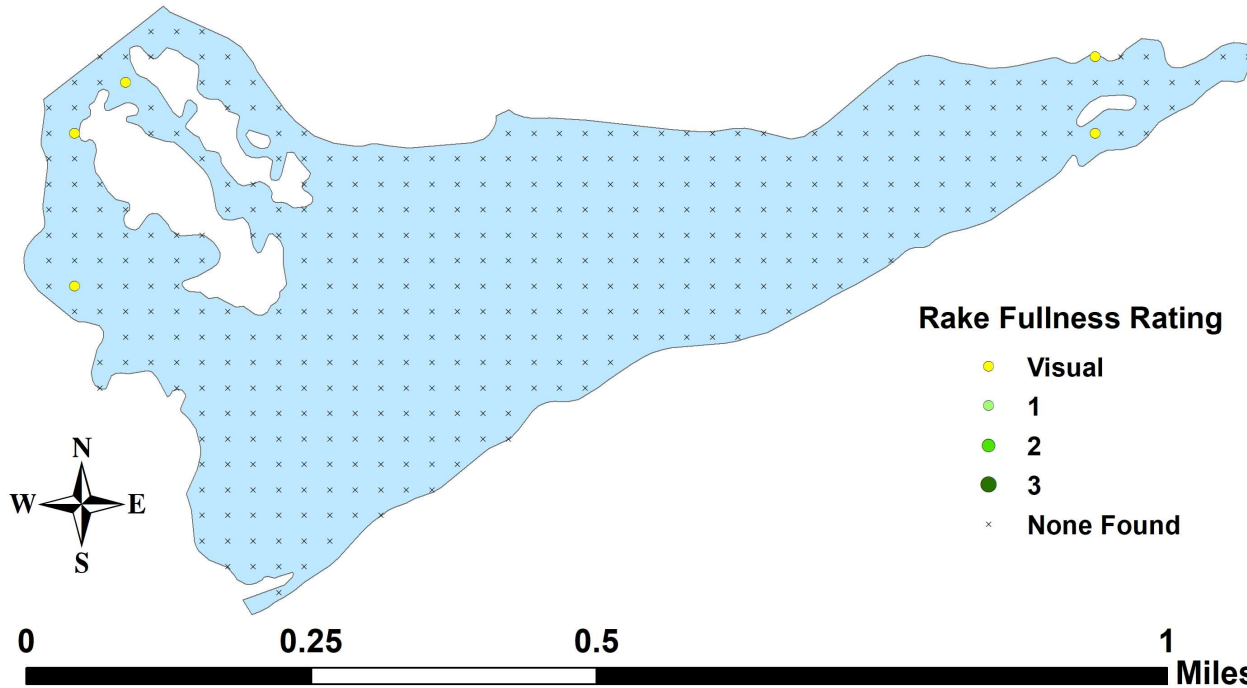 Rake Fullness Rating
Visual
1
2
3
None Found
N
W E
S
0 0.25 0.5 1
Miles